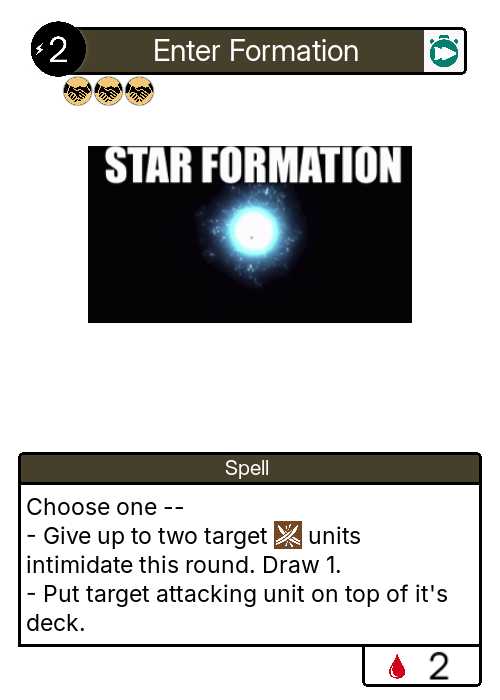 2 Enter Formation
STAR FORMATION
Spell
Choose one --
- Give up to two target units
intimidate this round. Draw 1.
- Put target attacking unit on top of it's
deck.
2